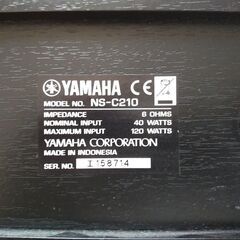 YAMAHA CE
MODEL NO. NS-C210
IMPEDANCE 6 OHMS
NOMINAL INPUT 40 WATTS
MAXIMUM INPUT 120 WATTS
YAMAHA CORPORATION
MADE IN INDONESIA
SER. NO. I158714